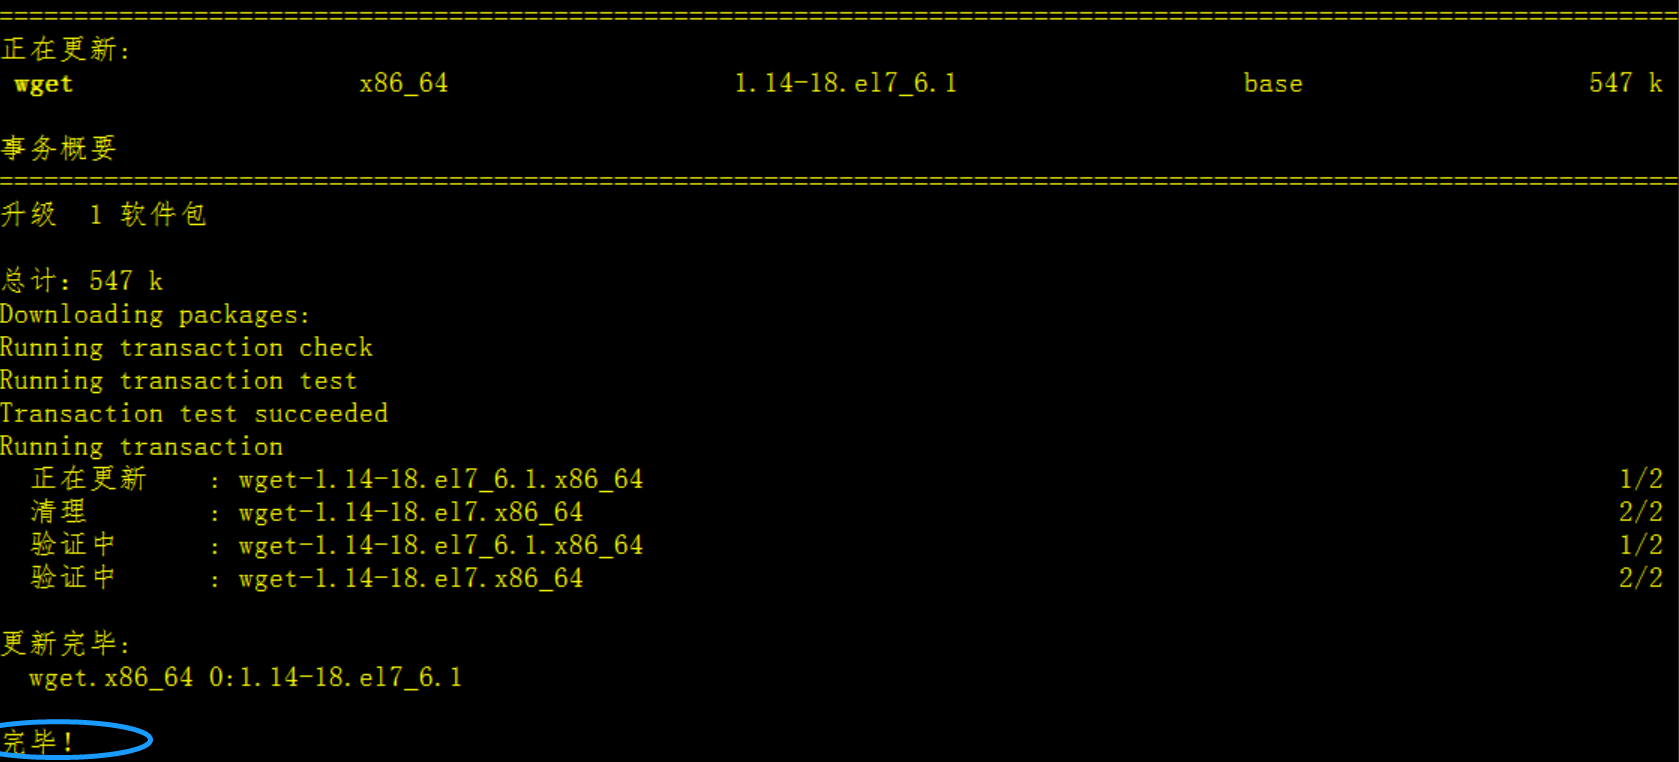 ================================================================================================================
正在更新:
wget x86_64 1.14-18.el7_6.1 base 547 k
事务概要
================================================================================================================
升级 1 软件包
总计：547 k
Downloading packages:
Running transaction check
Running transaction test
Transaction test succeeded
Running transaction
正在更新 : wget-1.14-18.el7_6.1.x86_64 1/2
清理 : wget-1.14-18.el7.x86_64 2/2
验证中 : wget-1.14-18.el7_6.1.x86_64 1/2
验证中 : wget-1.14-18.el7.x86_64 2/2
更新完毕:
wget.x86_64 0:1.14-18.el7_6.1
完毕！